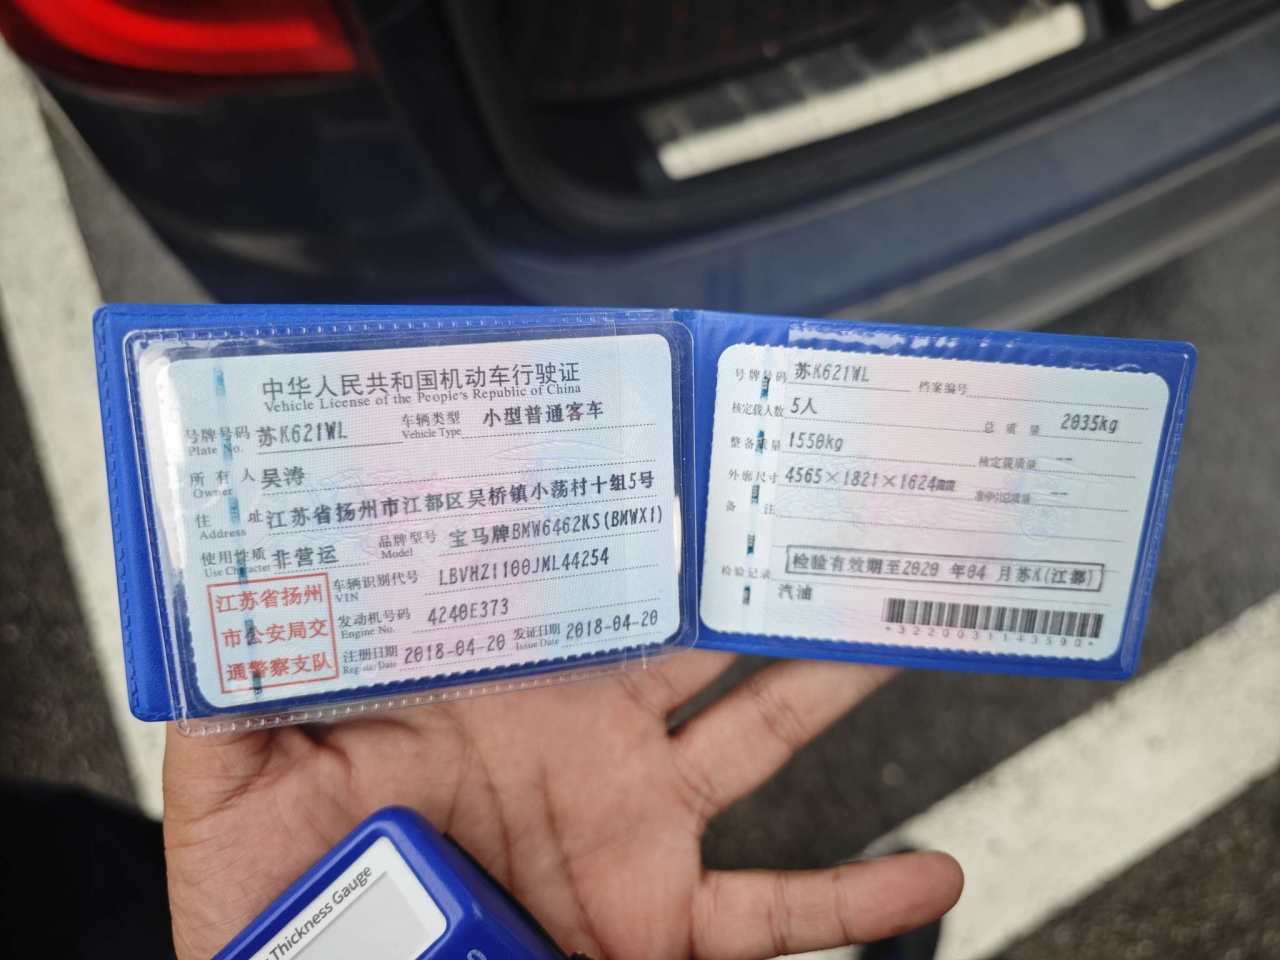 中华人民共和国机动车行驶证
Vehicle License of the People's Republic of China
号牌号码 苏K621WL 车辆类型 小型普通客车
Plate No. Vehicle Type
所有人 吴涛
Owner
住址 江苏省扬州市江都区吴桥镇小荡村十组5号
Address
使用性质 非营运 品牌型号 宝马牌BMW6462KS(BMWX1)
Use Character Model
江苏省扬州
市公安局交
通警察支队
车辆识别代号 LBVHZ1100JML44254
VIN
发动机号码 4240E373
Engine No.
注册日期 2018-04-20 发证日期 2018-04-20
Register Date Issue Date
号牌号码 苏K621WL 档案编号
核定载人数 5人 总质量 2035kg
整备质量 1550kg 核定载质量 --
外廓尺寸 4565×1821×1624mm 准牵引总质量 --
备注
检验有效期至2020年04月苏K(江都)
检验记录
汽油
*3220031143590*
Thickness Gauge